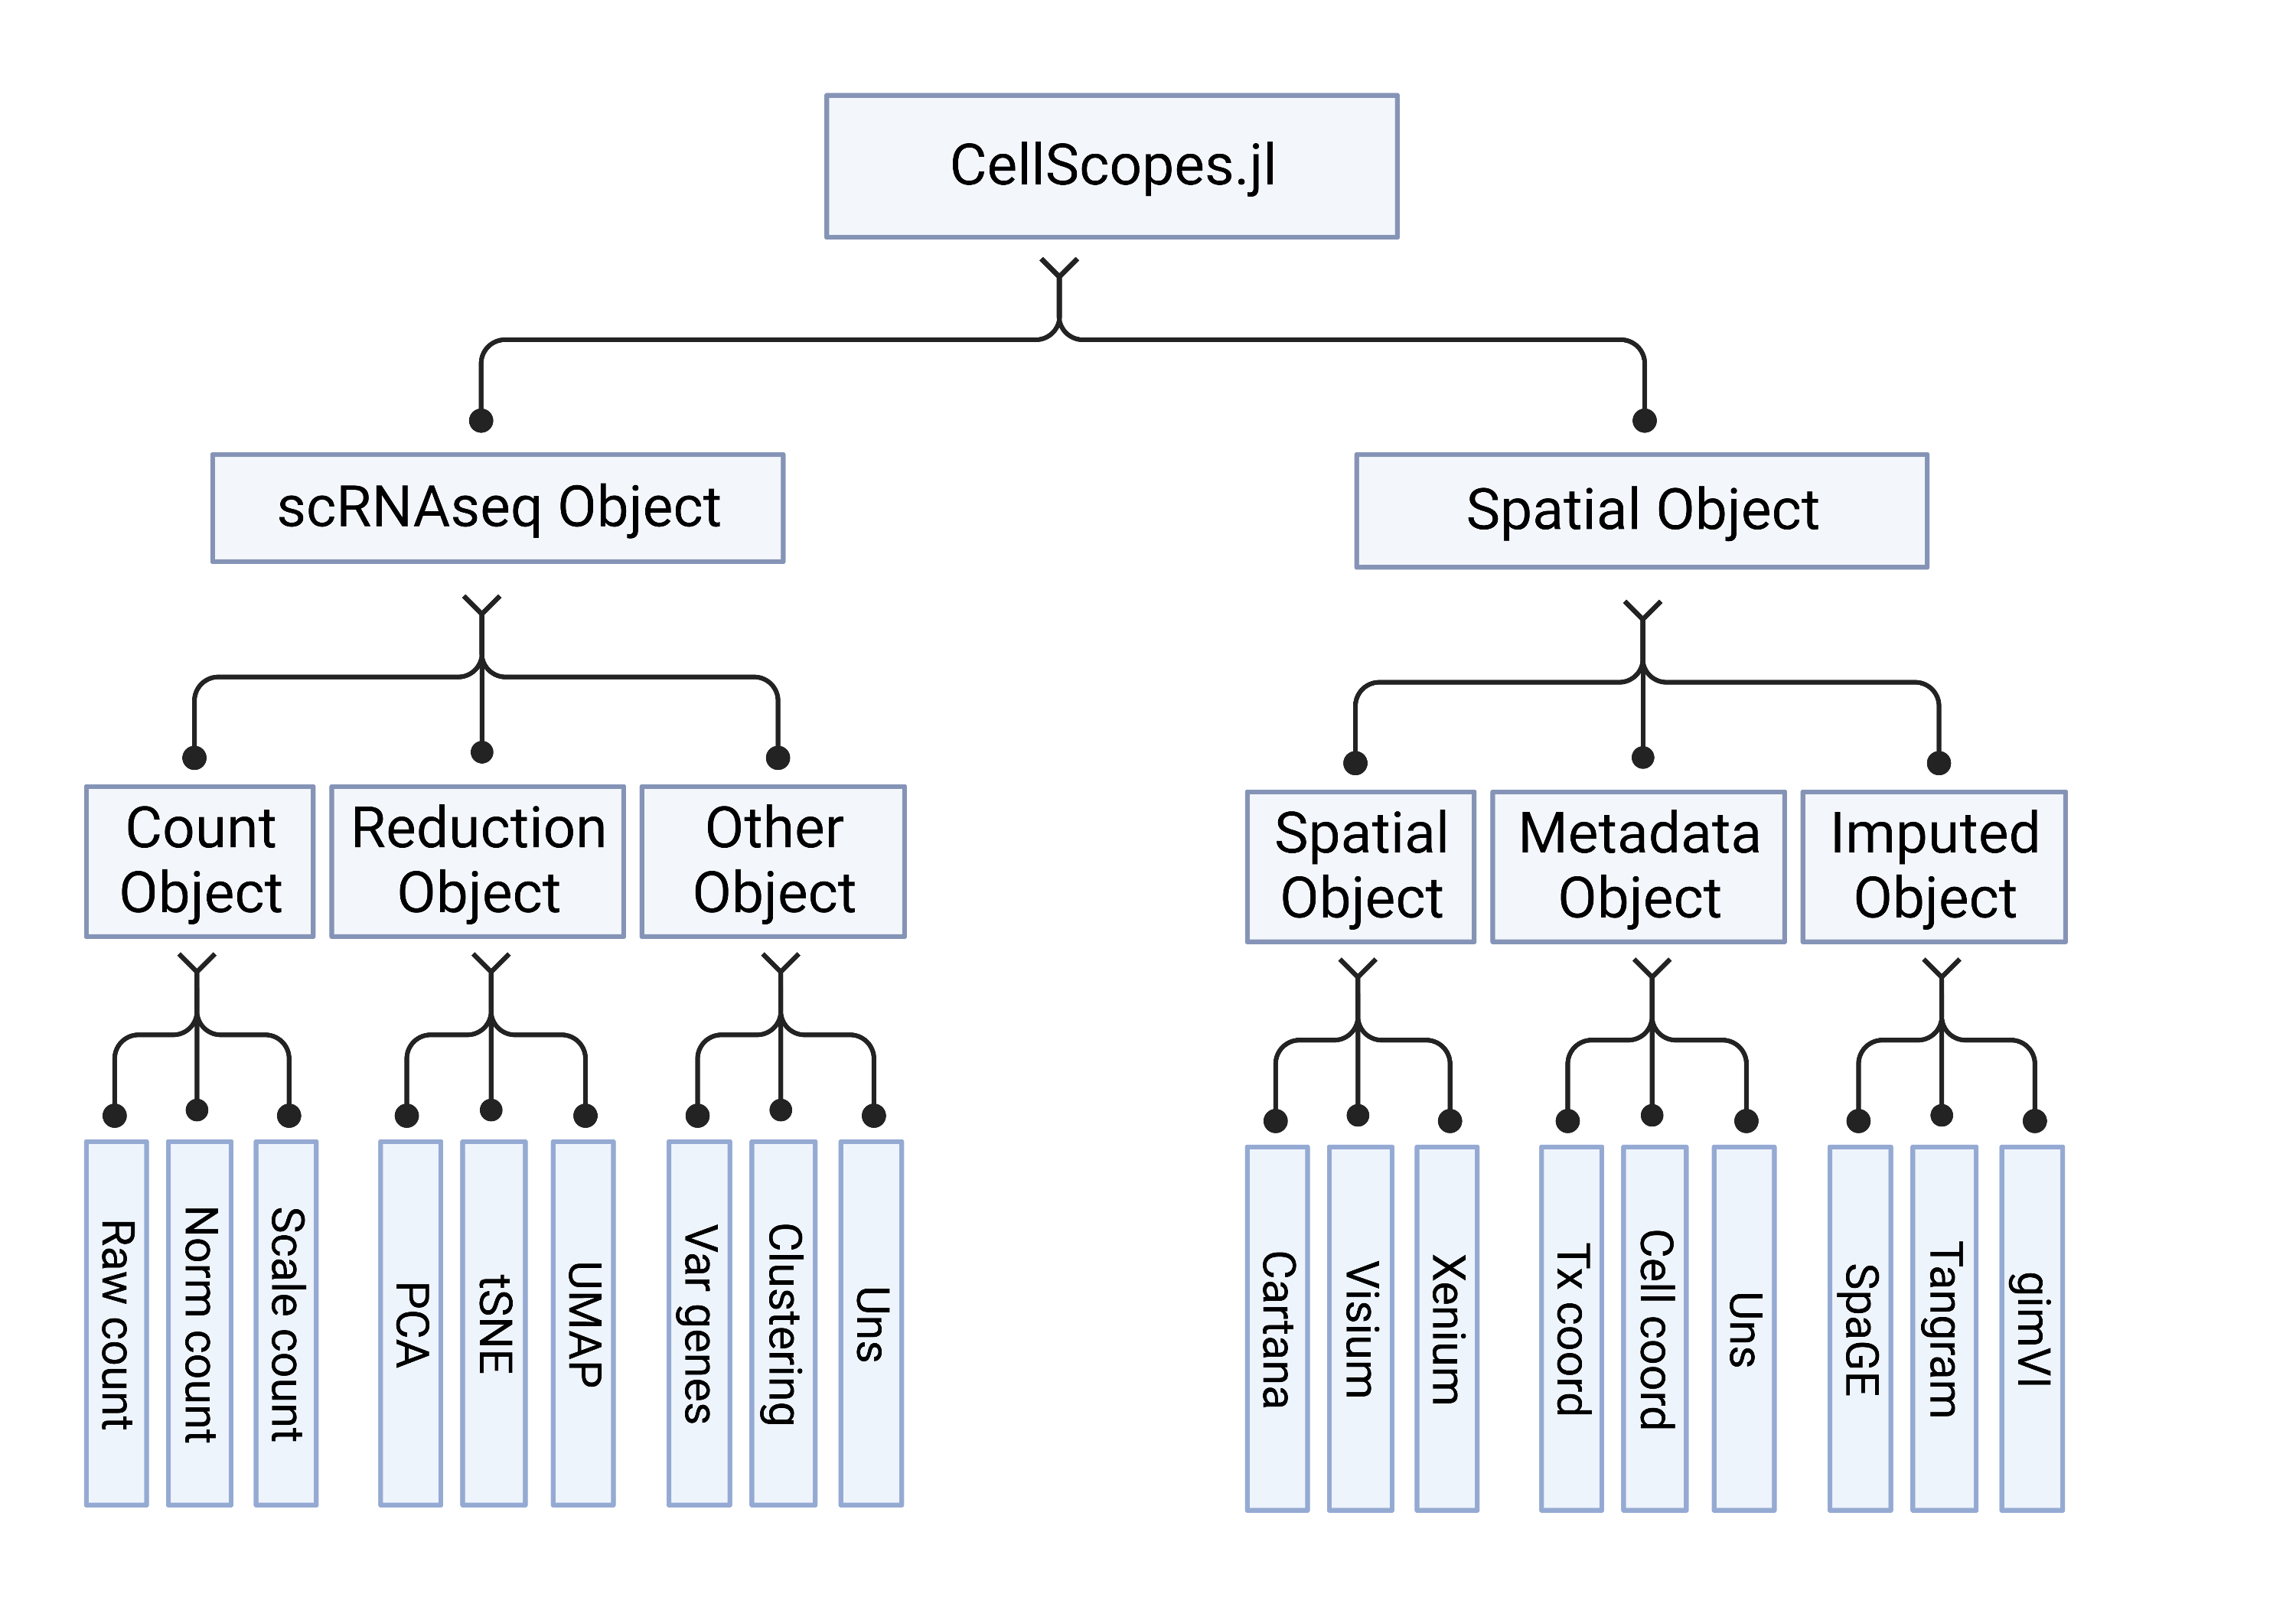 CellScopes.jl
scRNAseq Object
Spatial Object
Count
Object
Reduction
Object
Other
Object
Spatial
Object
Metadata
Object
Imputed
Object
Raw count
Norm count
Scale count
PCA
tSNE
UMAP
Var genes
Clustering
Uns
Cartana
Visium
Xenium
Tx coord
Cell coord
Uns
SpaGE
Tangram
gimVI